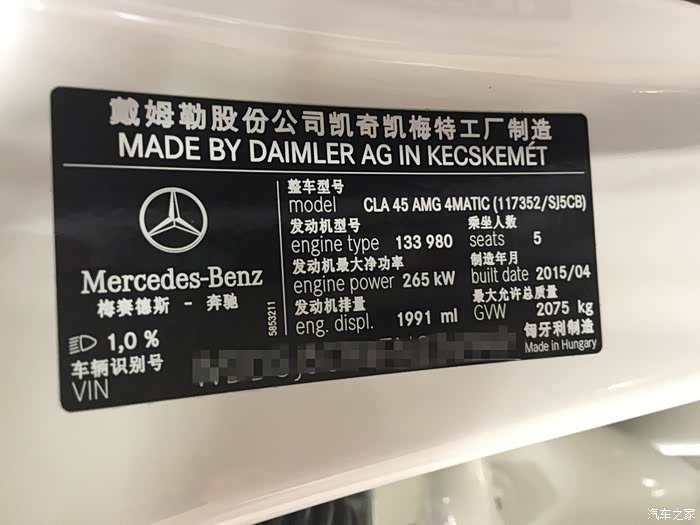 戴姆勒股份公司凯奇凯梅特工厂制造
MADE BY DAIMLER AG IN KECSKEMÉT
整车型号
model CLA 45 AMG 4MATIC (117352/SJ5CB)
发动机型号 乘坐人数
engine type 133 980 seats 5
发动机最大净功率 制造年月
engine power 265 kW built date 2015/04
发动机排量 最大允许总质量
eng. displ. 1991 ml GVW 2075 kg
匈牙利制造
Made in Hungary
Mercedes-Benz
梅赛德斯 - 奔驰
5853211
1,0 %
车辆识别号
VIN
汽车之家